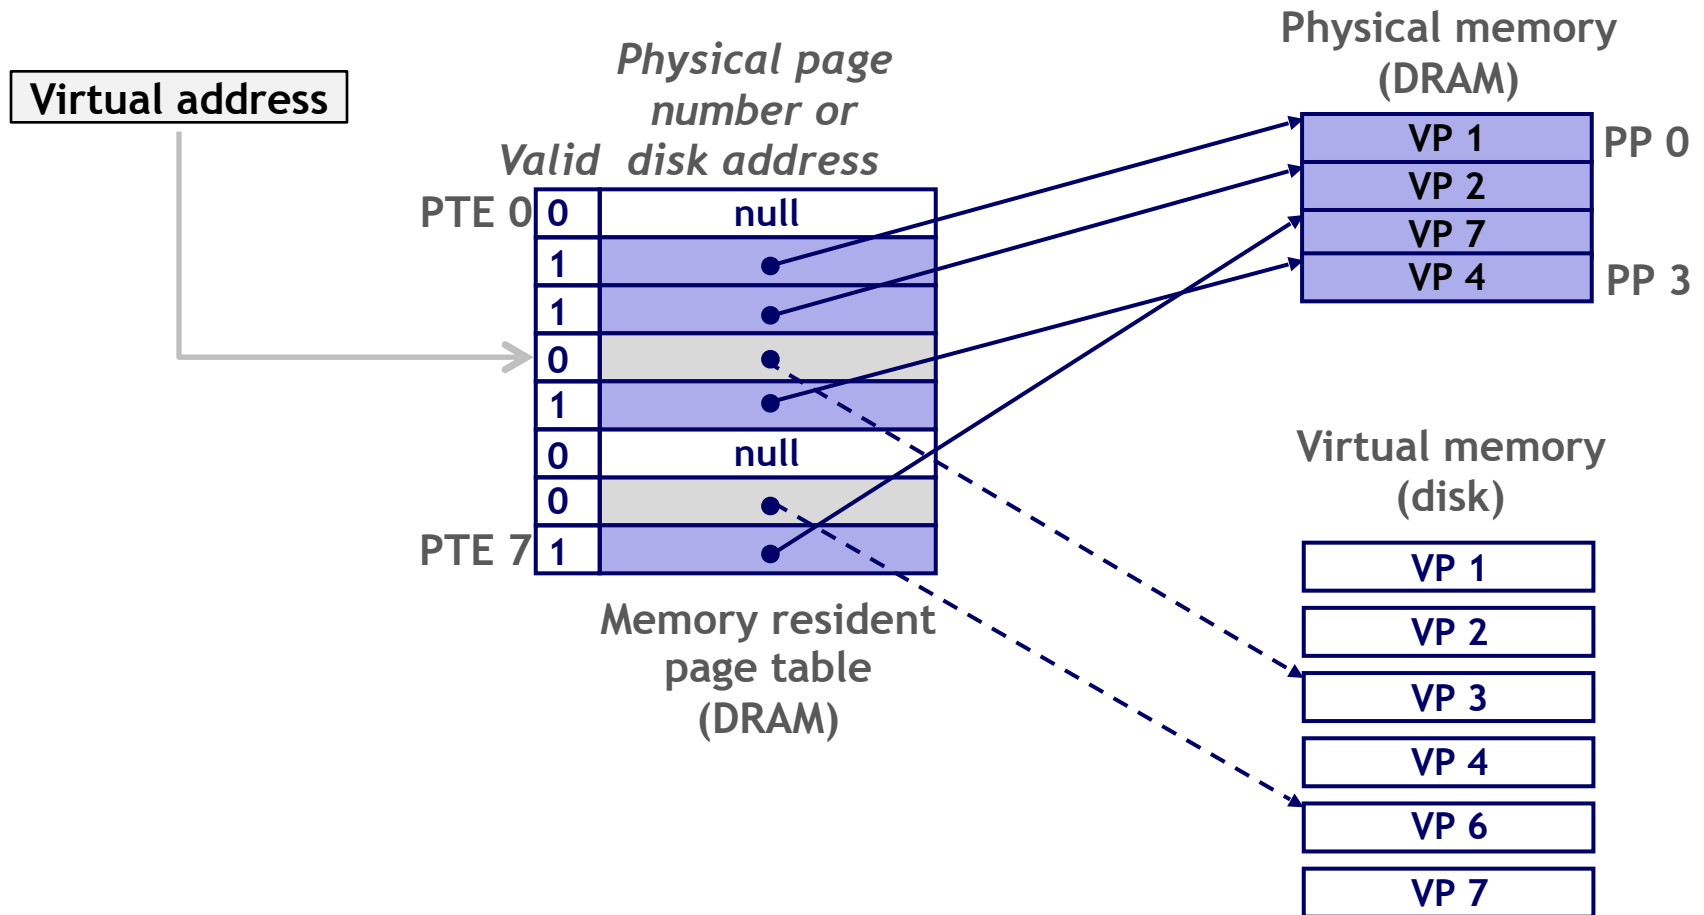 Virtual address
Physical page
number or
Valid disk address
PTE 0 0 null
1
1
0
1
0 null
0
PTE 7 1
Memory resident
page table
(DRAM)
Physical memory
(DRAM)
VP 1 PP 0
VP 2
VP 7
VP 4 PP 3
Virtual memory
(disk)
VP 1
VP 2
VP 3
VP 4
VP 6
VP 7